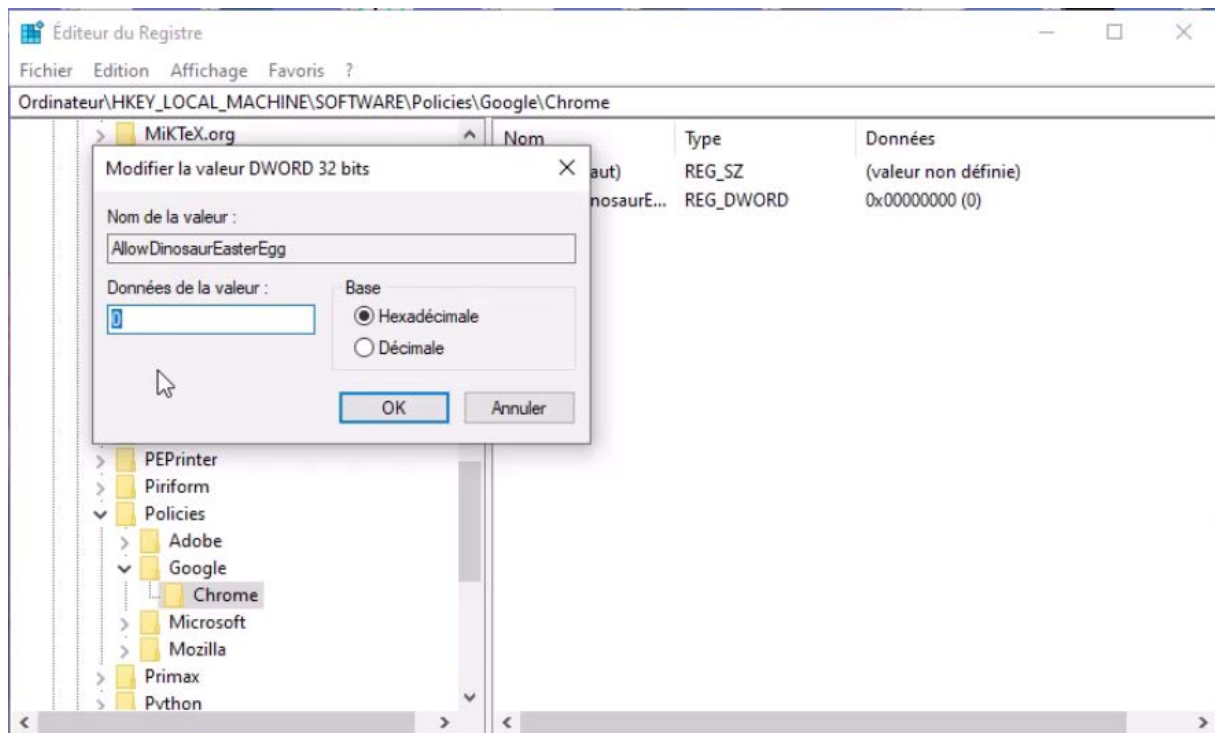 Éditeur du Registre
Fichier Edition Affichage Favoris ?
Ordinateur\HKEY_LOCAL_MACHINE\SOFTWARE\Policies\Google\Chrome
MiKTeX.org
Modifier la valeur DWORD 32 bits
Nom de la valeur :
AllowDinosaurEasterEgg
Données de la valeur :
0
Base
Hexadécimale
Décimale
OK Annuler
PEPrinter
Piriform
Policies
Adobe
Google
Chrome
Microsoft
Mozilla
Primax
Python
Nom Type Données
aut) REG_SZ (valeur non définie)
nosaurE... REG_DWORD 0x00000000 (0)